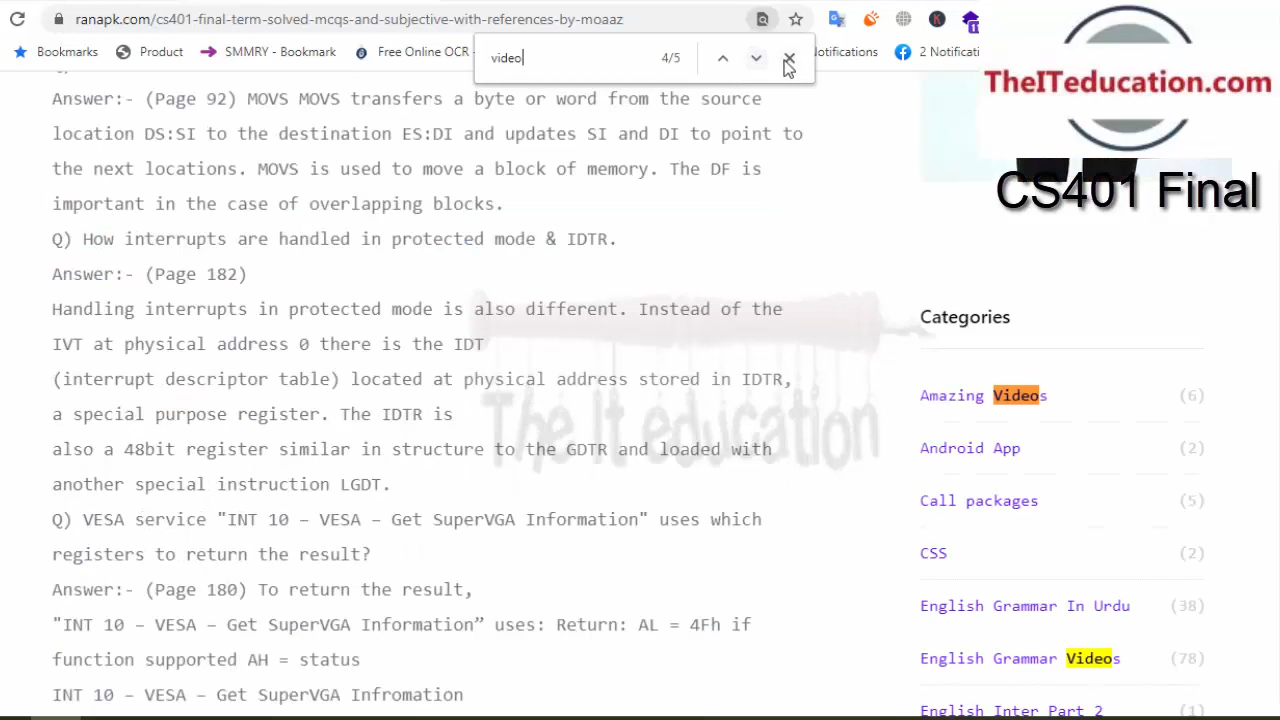 ranapk.com/cs401-final-term-solved-mcqs-and-subjective-with-references-by-moaaz
Bookmarks
Product
SMMRY - Bookmark
Free Online OCR -
video
4/5
lotifications
2 Notificati
TheITeducation.com
CS401 Final
Answer:- (Page 92) MOVS MOVS transfers a byte or word from the source
location DS:SI to the destination ES:DI and updates SI and DI to point to
the next locations. MOVS is used to move a block of memory. The DF is
important in the case of overlapping blocks.
Q) How interrupts are handled in protected mode & IDTR.
Answer:- (Page 182)
Handling interrupts in protected mode is also different. Instead of the
IVT at physical address 0 there is the IDT
(interrupt descriptor table) located at physical address stored in IDTR,
a special purpose register. The IDTR is
also a 48bit register similar in structure to the GDTR and loaded with
another special instruction LGDT.
Q) VESA service "INT 10 – VESA – Get SuperVGA Information" uses which
registers to return the result?
Answer:- (Page 180) To return the result,
"INT 10 – VESA – Get SuperVGA Information” uses: Return: AL = 4Fh if
function supported AH = status
INT 10 – VESA – Get SuperVGA Infromation
The It education
Categories
Amazing Videos (6)
Android App (2)
Call packages (5)
CSS (2)
English Grammar In Urdu (38)
English Grammar Videos (78)
English Inter Part 2 (1)